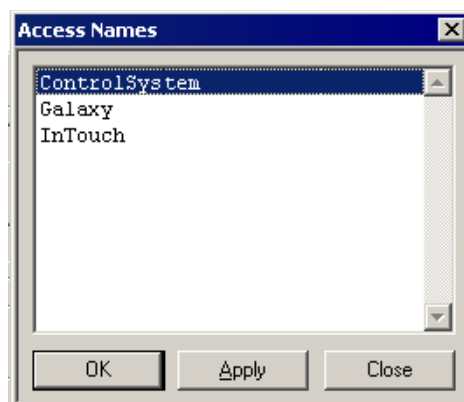 Access Names
ControlSystem
Galaxy
InTouch
OK
Apply
Close